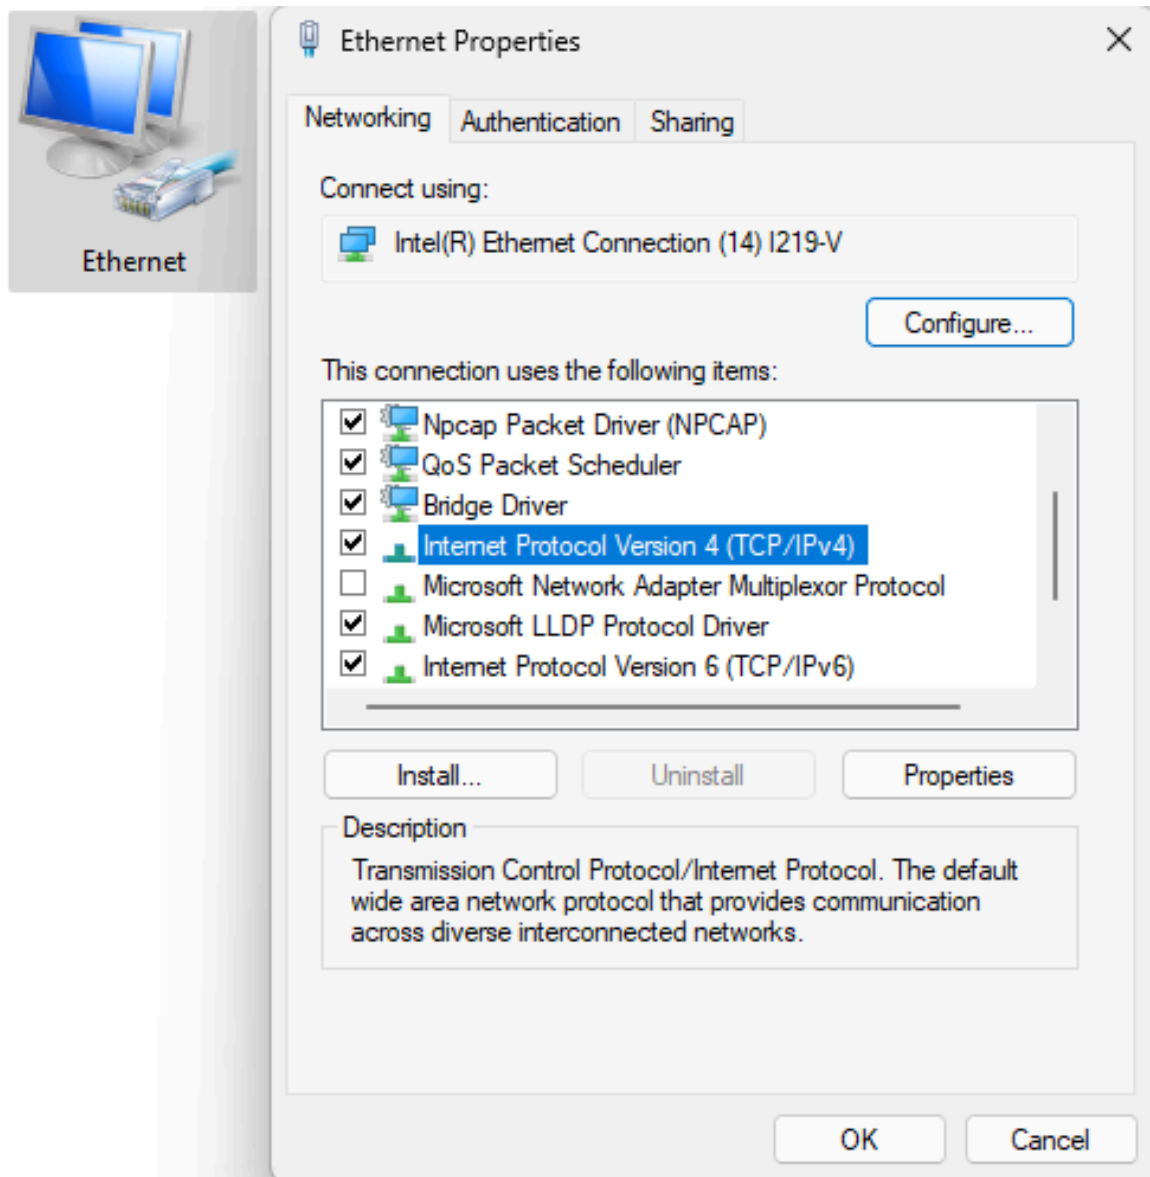 Ethernet
Ethernet Properties
Networking
Authentication
Sharing
Connect using:
Intel(R) Ethernet Connection (14) I219-V
Configure...
This connection uses the following items:
Npcap Packet Driver (NPCAP)
QoS Packet Scheduler
Bridge Driver
Internet Protocol Version 4 (TCP/IPv4)
Microsoft Network Adapter Multiplexor Protocol
Microsoft LLDP Protocol Driver
Internet Protocol Version 6 (TCP/IPv6)
Install...
Uninstall
Properties
Description
Transmission Control Protocol/Internet Protocol. The default
wide area network protocol that provides communication
across diverse interconnected networks.
OK
Cancel